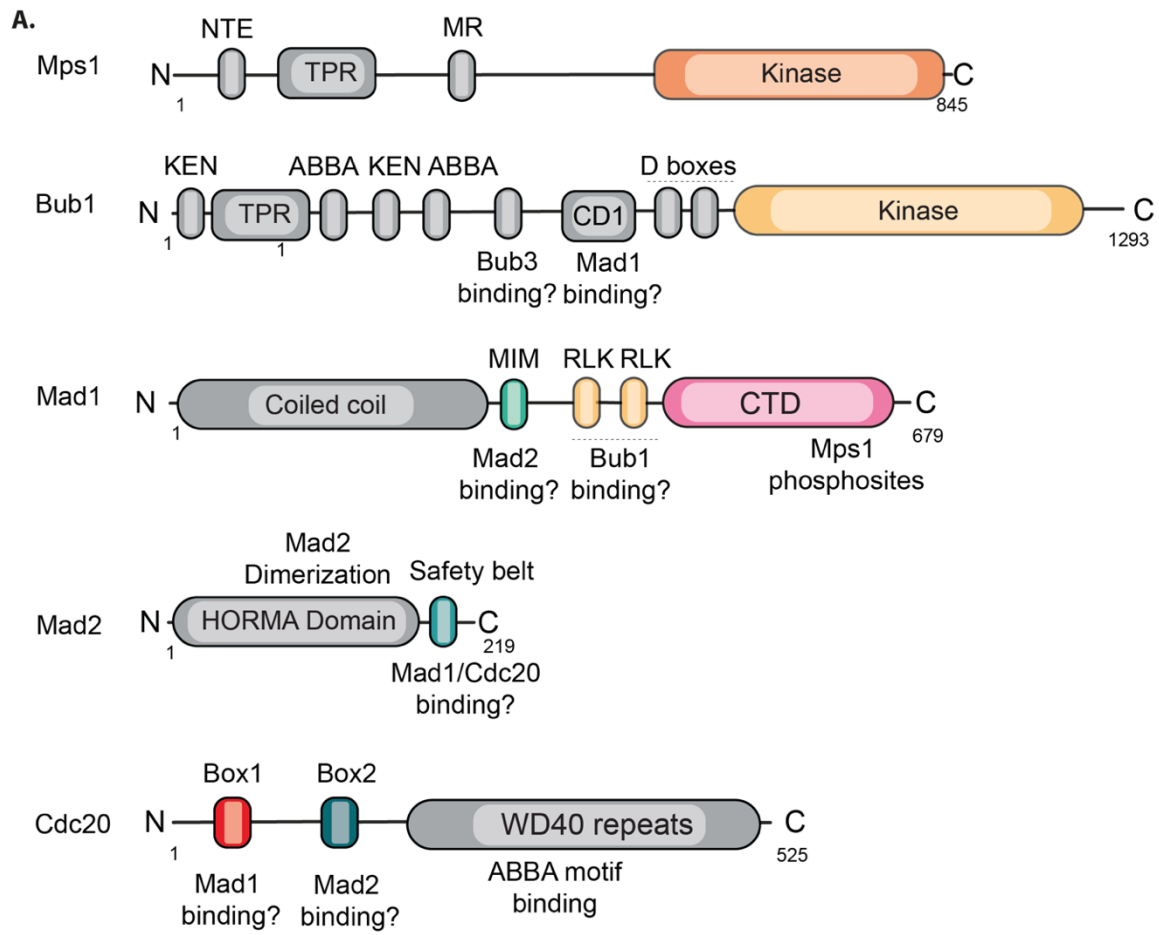 A.
NTE
MR
Mps1
N
TPR
Kinase
C
1
845
KEN
ABBA
KEN
ABBA
D boxes
Bub1
N
TPR
CD1
Kinase
C
1
1
1293
Bub3
binding?
Mad1
binding?
MIM
RLK
RLK
Mad1
N
Coiled coil
CTD
C
1
679
Mad2
binding?
Bub1
binding?
Mps1
phosphosites
Mad2
Dimerization
Safety belt
Mad2
N
HORMA Domain
C
1
219
Mad1/Cdc20
binding?
Box1
Box2
Cdc20
N
WD40 repeats
C
1
525
Mad1
binding?
Mad2
binding?
ABBA motif
binding